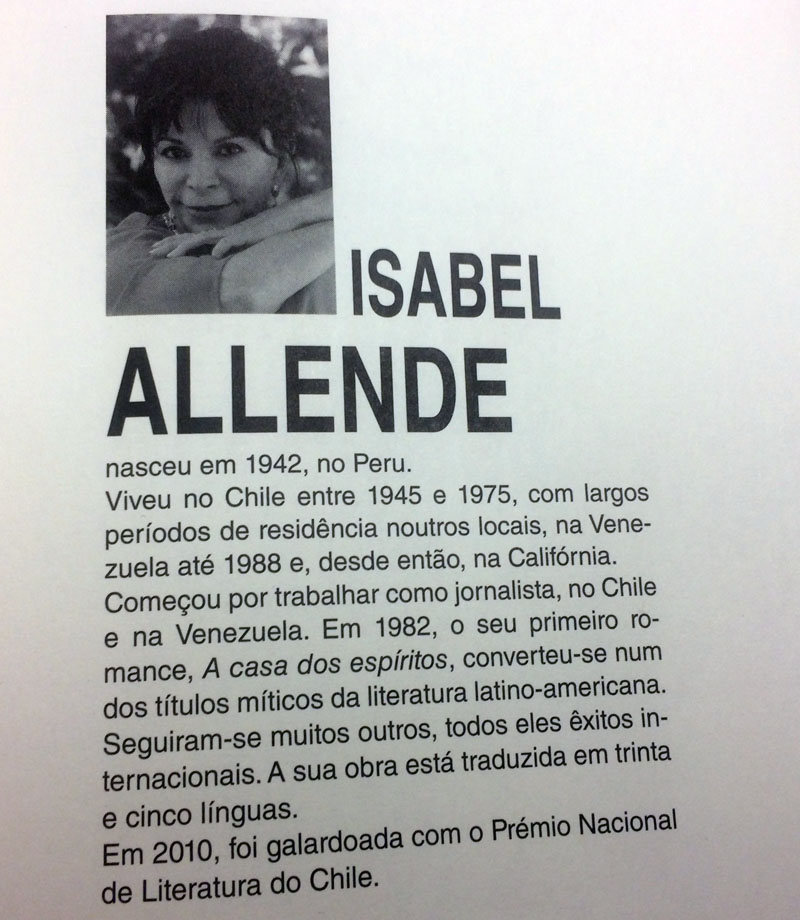 ISABEL
ALLENDE
nasceu em 1942, no Peru.
Viveu no Chile entre 1945 e 1975, com largos
períodos de residência noutros locais, na Vene-
zuela até 1988 e, desde então, na Califórnia.
Começou por trabalhar como jornalista, no Chile
e na Venezuela. Em 1982, o seu primeiro ro-
mance, A casa dos espíritos, converteu-se num
dos títulos míticos da literatura latino-americana.
Seguiram-se muitos outros, todos eles êxitos in-
ternacionais. A sua obra está traduzida em trinta
e cinco línguas.
Em 2010, foi galardoada com o Prémio Nacional
de Literatura do Chile.